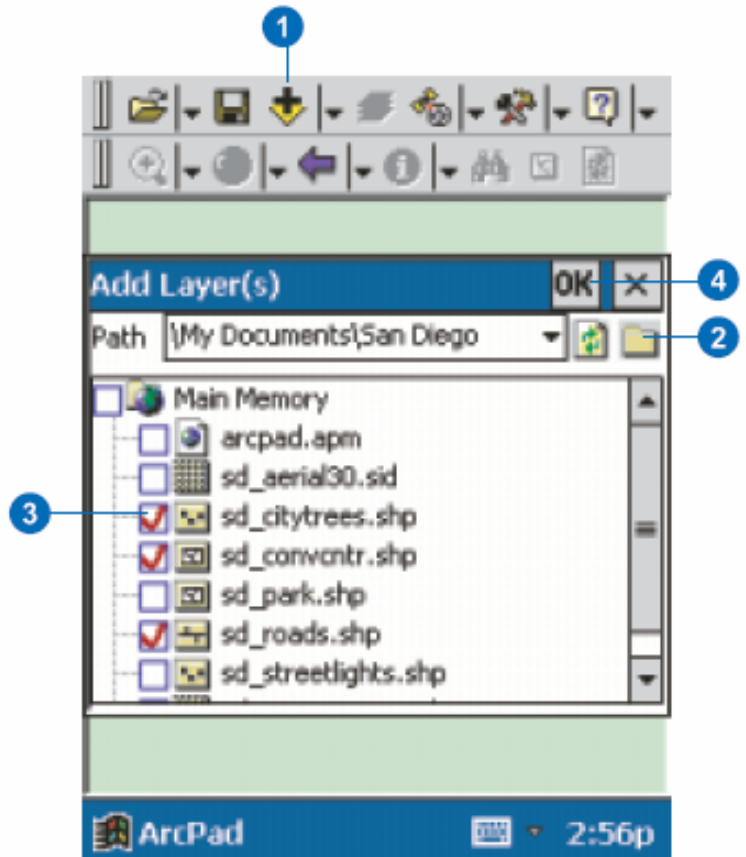 1
Add Layer(s) OK × 4
Path \My Documents\San Diego 2
Main Memory
arcpad.apm
sd_aerial30.sid
3 sd_citytrees.shp
sd_convcntr.shp
sd_park.shp
sd_roads.shp
sd_streetlights.shp
ArcPad 2:56p